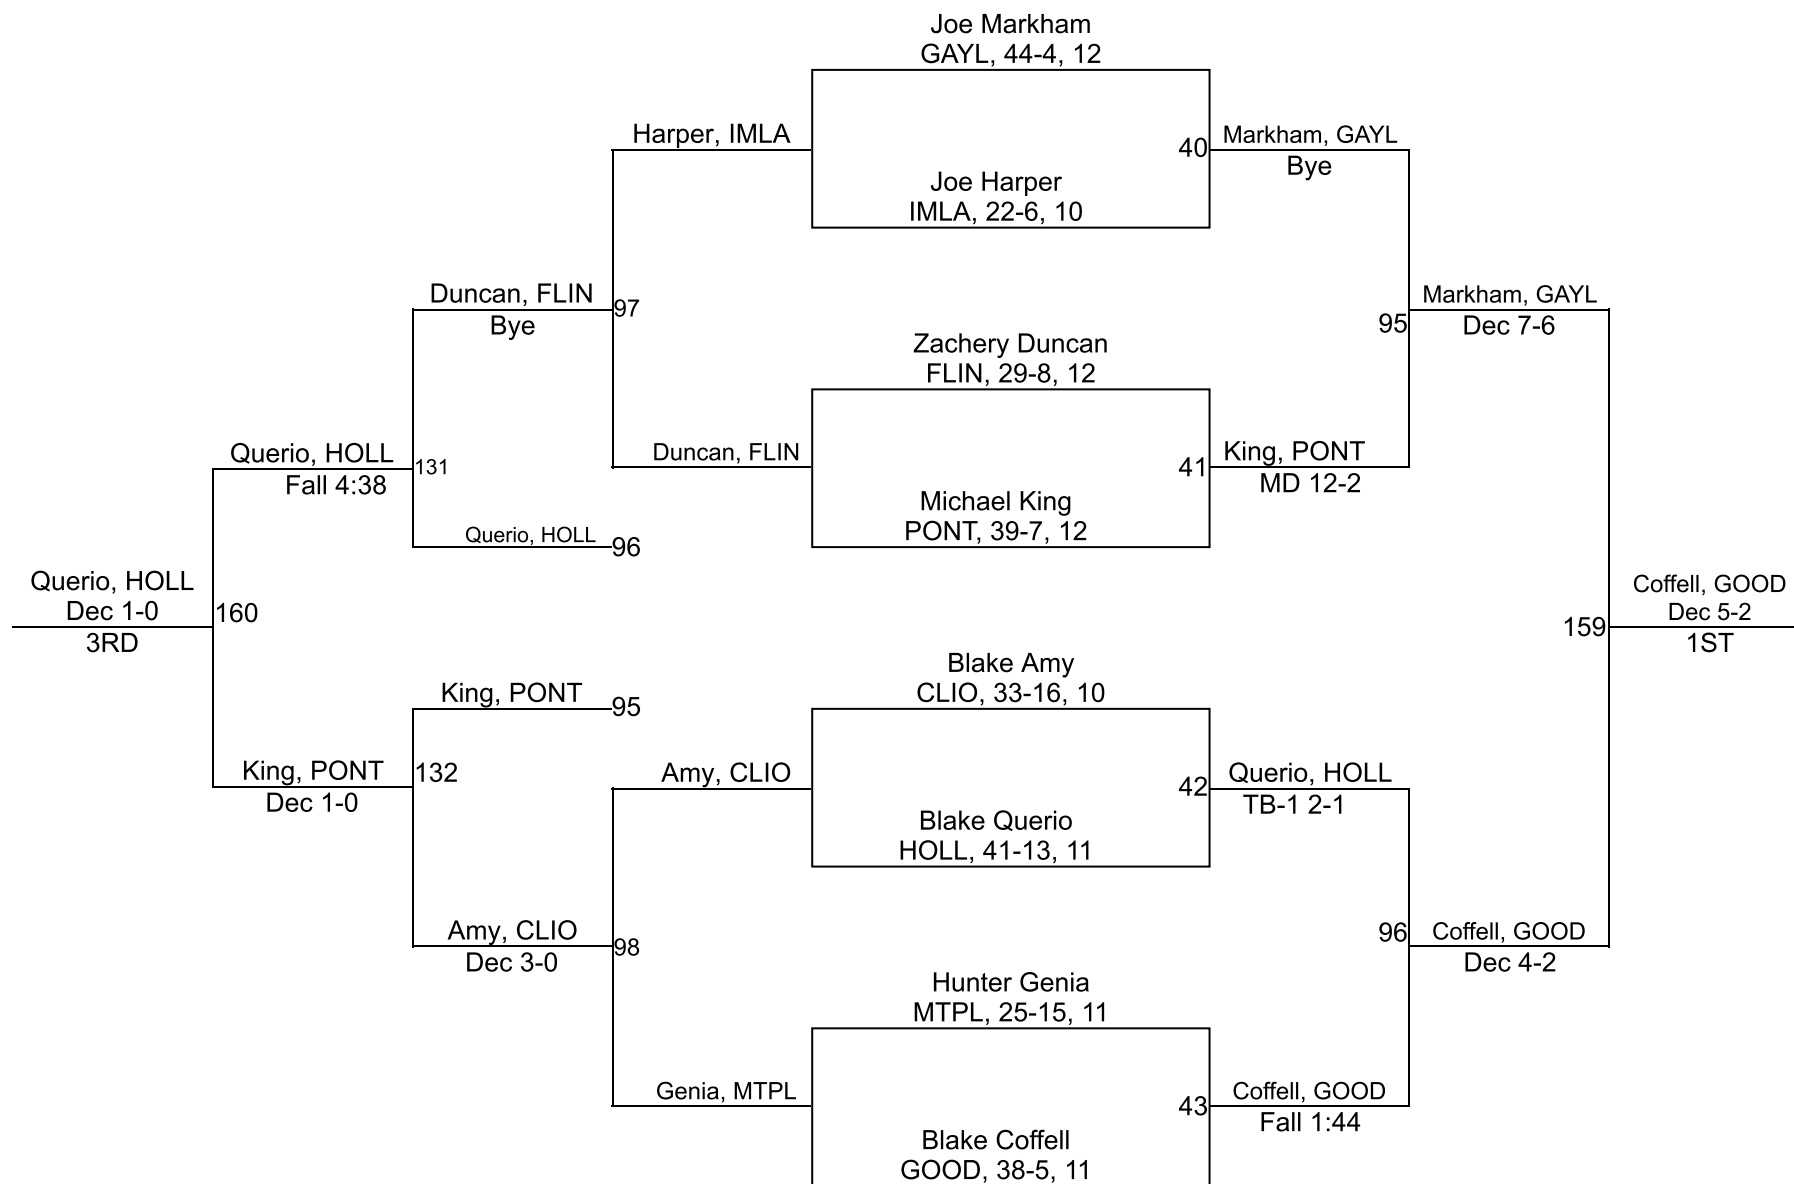 Joe Markham
GAYL, 44-4, 12
Harper, IMLA
40
Markham, GAYL
Bye
Joe Harper
IMLA, 22-6, 10
Duncan, FLIN
Bye
97
Markham, GAYL
Dec 7-6
95
Zachery Duncan
FLIN, 29-8, 12
Querio, HOLL
Fall 4:38
131
Duncan, FLIN
41
King, PONT
MD 12-2
Michael King
PONT, 39-7, 12
Querio, HOLL
96
Querio, HOLL
Dec 1-0
3RD
160
159
Coffell, GOOD
Dec 5-2
1ST
Blake Amy
CLIO, 33-16, 10
King, PONT
95
King, PONT
Dec 1-0
132
Amy, CLIO
42
Querio, HOLL
TB-1 2-1
Blake Querio
HOLL, 41-13, 11
Amy, CLIO
Dec 3-0
98
96
Coffell, GOOD
Dec 4-2
Hunter Genia
MTPL, 25-15, 11
Genia, MTPL
43
Coffell, GOOD
Fall 1:44
Blake Coffell
GOOD, 38-5, 11